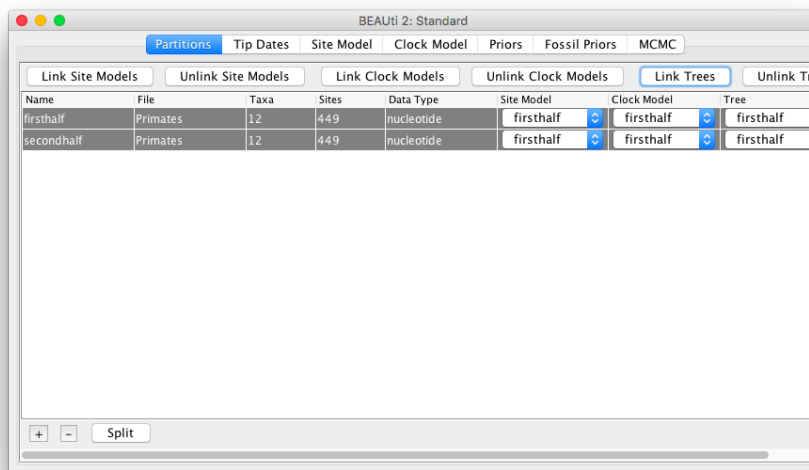 BEAUti 2: Standard
Partitions Tip Dates Site Model Clock Model Priors Fossil Priors MCMC
Link Site Models Unlink Site Models Link Clock Models Unlink Clock Models Link Trees Unlink
Name File Taxa Sites Data Type Site Model Clock Model Tree
firsthalf Primates 12 449 nucleotide firsthalf firsthalf firsthalf
secondhalf Primates 12 449 nucleotide firsthalf firsthalf firsthalf
+ - Split